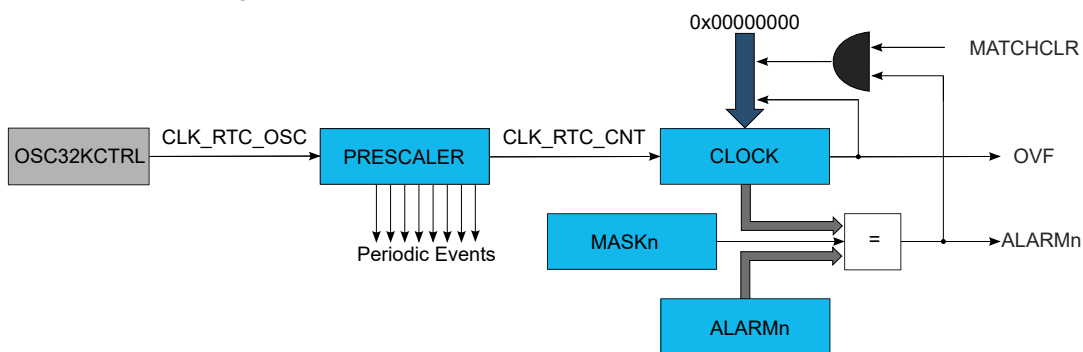 0x00000000
MATCHCLR
OSC32KCTRL
CLK_RTC_OSC
PRESCALER
CLK_RTC_CNT
CLOCK
OVF
Periodic Events
MASKn
=
ALARMn
ALARMn